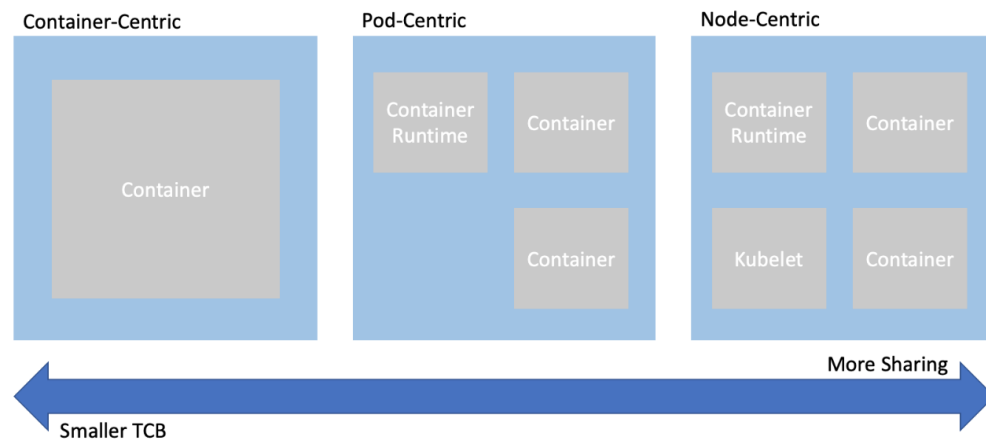 Container-Centric
Pod-Centric
Node-Centric
Container
Container
Runtime
Container
Container
Container
Runtime
Container
Kubelet
Container
More Sharing
Smaller TCB